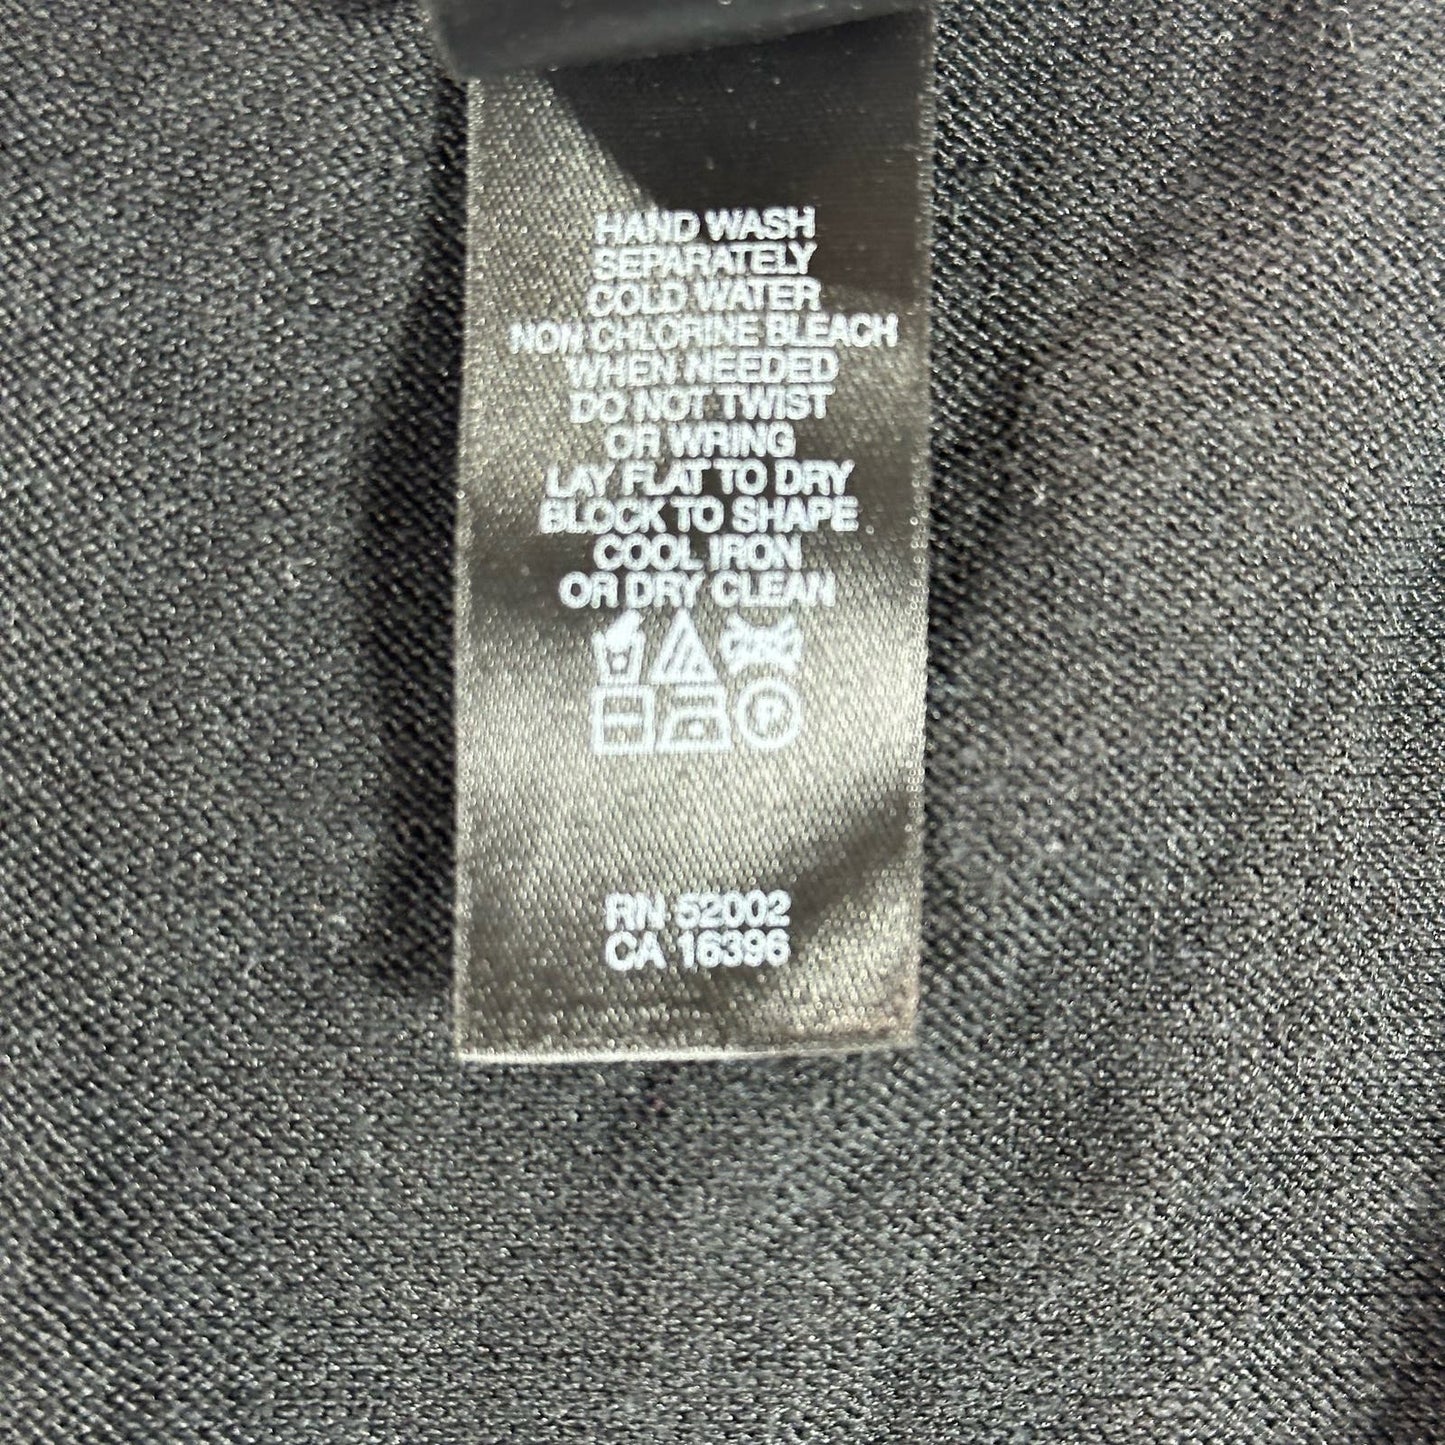 HAND WASH
SEPARATELY
COLD WATER
NON CHLORINE BLEACH
WHEN NEEDED
DO NOT TWIST
OR WRING
LAY FLAT TO DRY
BLOCK TO SHAPE
COOL IRON
OR DRY CLEAN
P
RN 52002
CA 16396